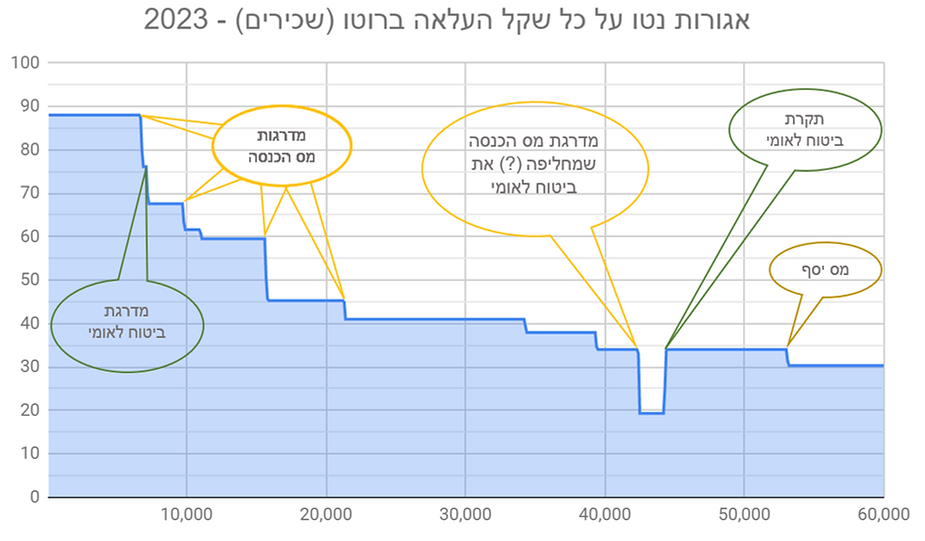 אגורות נטו על כל שקל העלאה ברוטו (שכירים) - 2023
100
90
80
70
60
50
40
30
20
10
0
מדרגות
מס הכנסה
מדרגת מס הכנסה
שמחליפה (?) את
ביטוח לאומי
תקרת
ביטוח לאומי
מס יסף
מדרגת
ביטוח לאומי
10,000
20,000
30,000
40,000
50,000
60,000